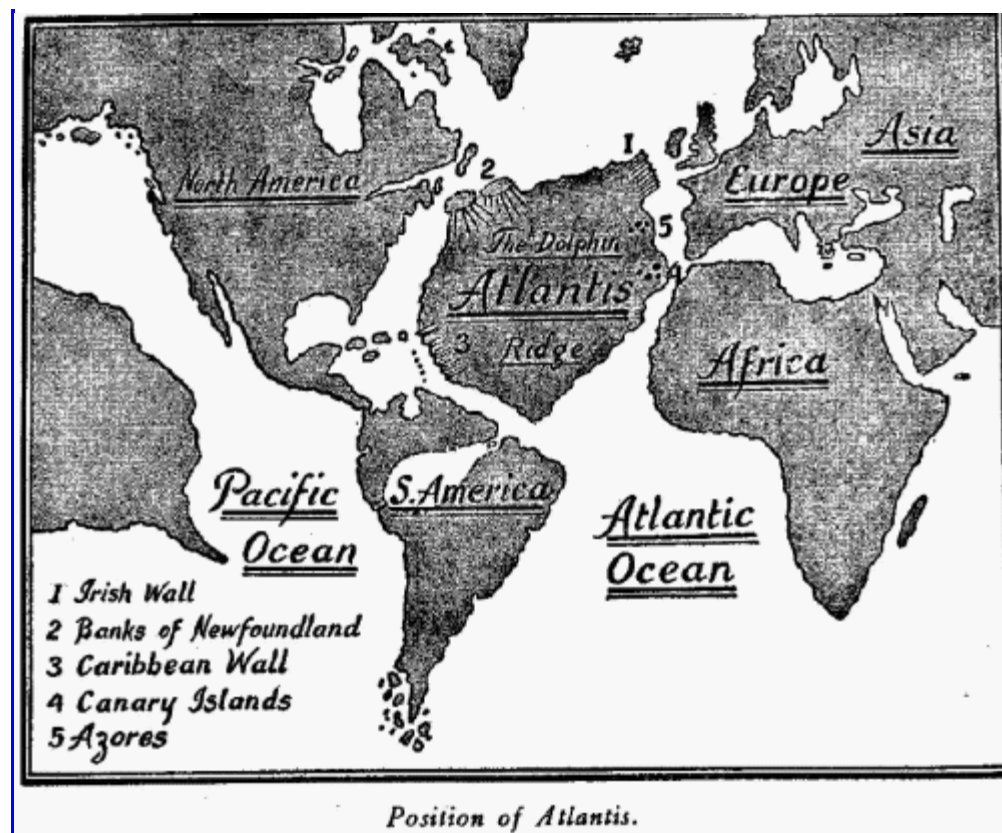 Asia
North America
Europe
1
2
5
The Dolphin
4
Atlantis
3
Ridge
Africa
Pacific
Ocean
S. America
Atlantic
Ocean
1 Irish Wall
2 Banks of Newfoundland
3 Caribbean Wall
4 Canary Islands
5 Azores
Position of Atlantis.